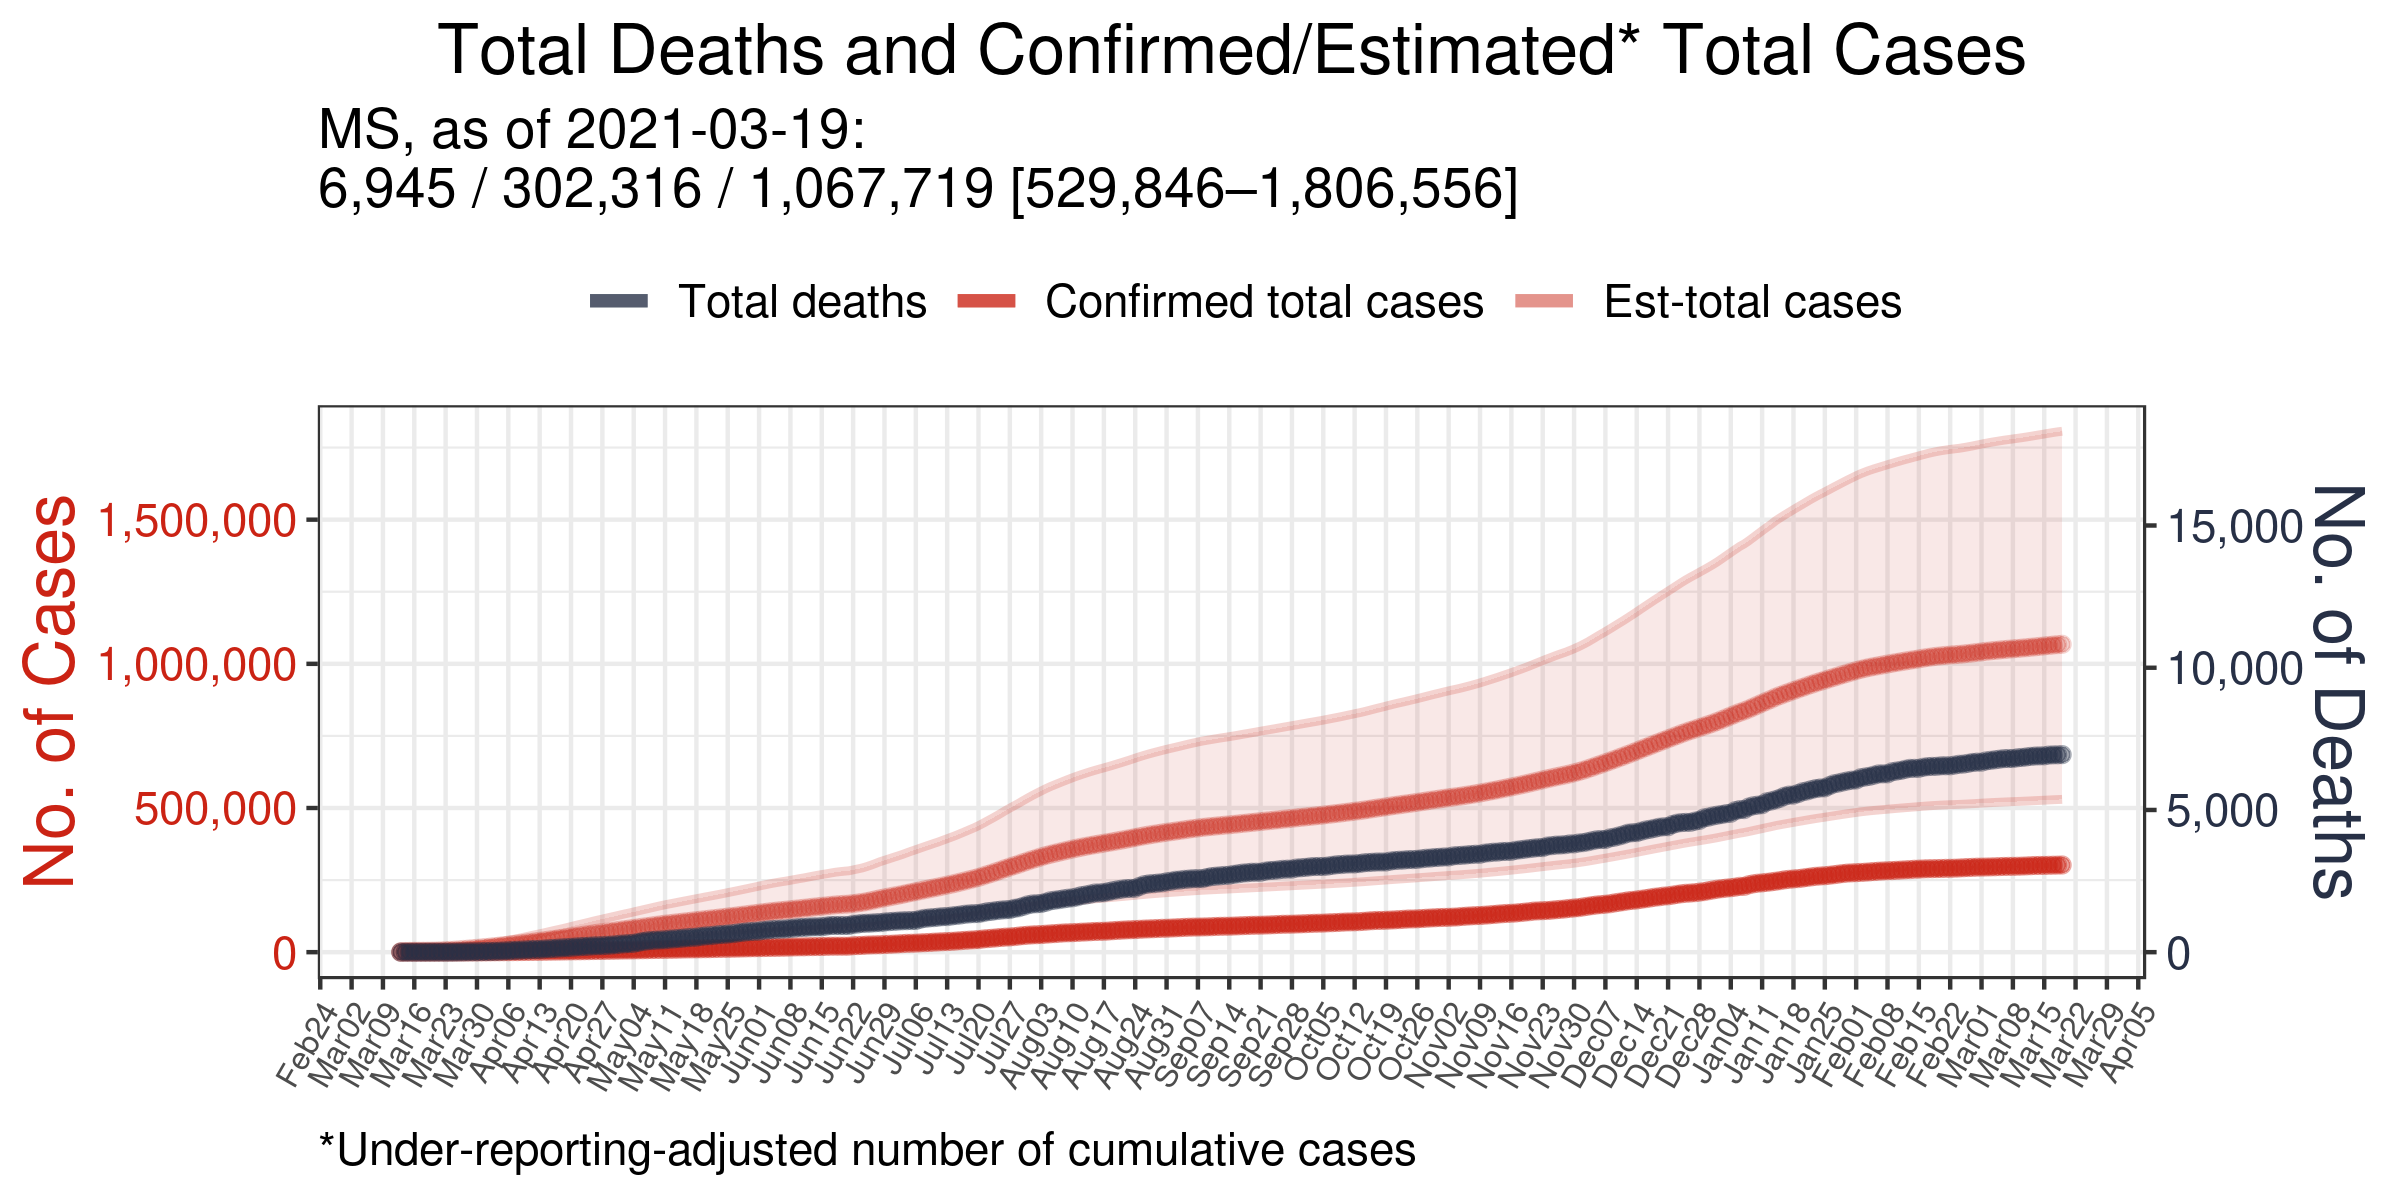 Total Deaths and Confirmed/Estimated* Total Cases
MS, as of 2021-03-19:
6,945 / 302,316 / 1,067,719 [529,846–1,806,556]
Total deaths
Confirmed total cases
Est-total cases
No. of Cases
1,500,000
1,000,000
500,000
0
15,000
10,000
5,000
0
No. of Deaths
Feb24
Mar02
Mar09
Mar16
Mar23
Mar30
Apr06
Apr13
Apr20
Apr27
May04
May11
May18
May25
Jun01
Jun08
Jun15
Jun22
Jun29
Jul06
Jul13
Jul20
Jul27
Aug03
Aug10
Aug17
Aug24
Aug31
Sep07
Sep14
Sep21
Sep28
Oct05
Oct12
Oct19
Oct26
Nov02
Nov09
Nov16
Nov23
Nov30
Dec07
Dec14
Dec21
Dec28
Jan04
Jan11
Jan18
Jan25
Feb01
Feb08
Feb15
Feb22
Mar01
Mar08
Mar15
Mar22
Mar29
Apr05
*Under-reporting-adjusted number of cumulative cases